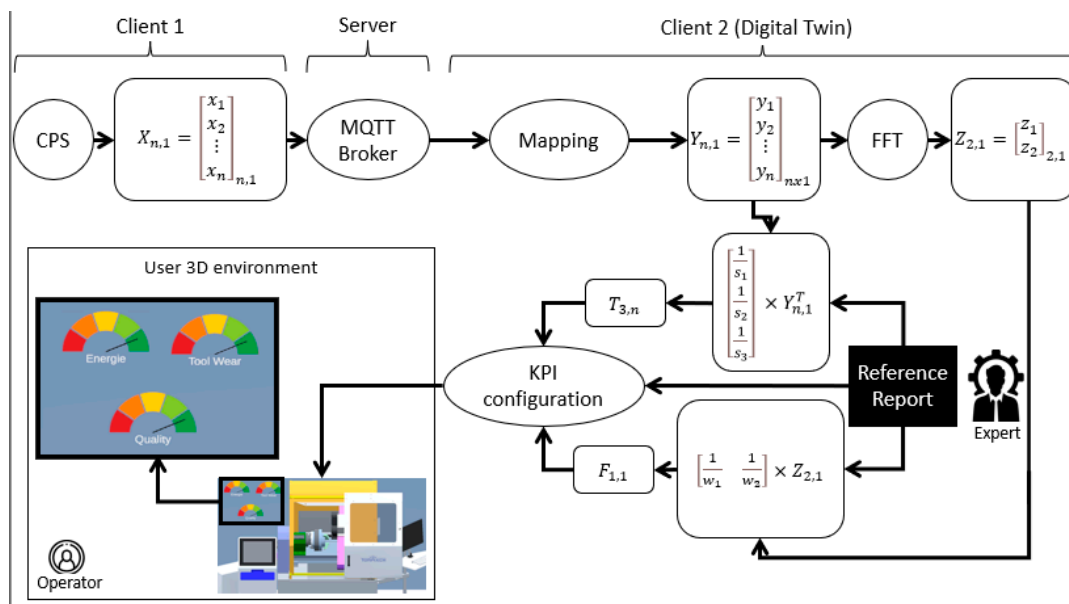 Client 1
Server
Client 2 (Digital Twin)
CPS
X_{n,1} = [x_1 x_2 ⋮ x_n]_{n,1}
MQTT
Broker
Mapping
Y_{n,1} = [y_1 y_2 ⋮ y_n]_{nx1}
FFT
Z_{2,1} = [z_1 z_2]_{2,1}
User 3D environment
Energie
Tool Wear
Quality
Operator
T_{3,n}
[1/s_1 1/s_2 1/s_3] × Y^T_{n,1}
KPI
configuration
Reference
Report
Expert
F_{1,1}
[1/w_1 1/w_2] × Z_{2,1}